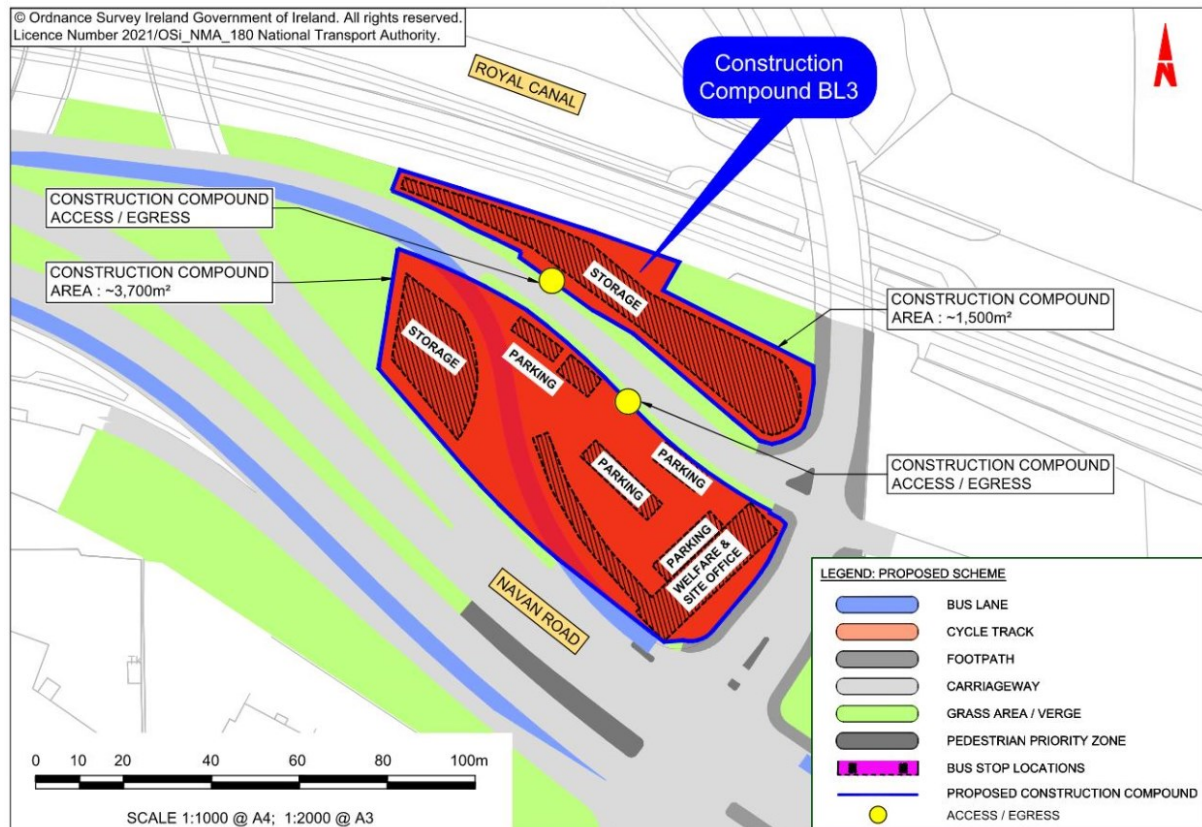 © Ordnance Survey Ireland Government of Ireland. All rights reserved.
Licence Number 2021/OSi_NMA_180 National Transport Authority.
ROYAL CANAL
Construction
Compound BL3
N
CONSTRUCTION COMPOUND
ACCESS / EGRESS
CONSTRUCTION COMPOUND
AREA : ~3,700m²
STORAGE
CONSTRUCTION COMPOUND
AREA : ~1,500m²
STORAGE
PARKING
PARKING
PARKING
CONSTRUCTION COMPOUND
ACCESS / EGRESS
PARKING
WELFARE &
SITE OFFICE
NAVAN ROAD
LEGEND: PROPOSED SCHEME
BUS LANE
CYCLE TRACK
FOOTPATH
CARRIAGEWAY
GRASS AREA / VERGE
PEDESTRIAN PRIORITY ZONE
BUS STOP LOCATIONS
PROPOSED CONSTRUCTION COMPOUND
ACCESS / EGRESS
0 10 20 40 60 80 100m
SCALE 1:1000 @ A4; 1:2000 @ A3